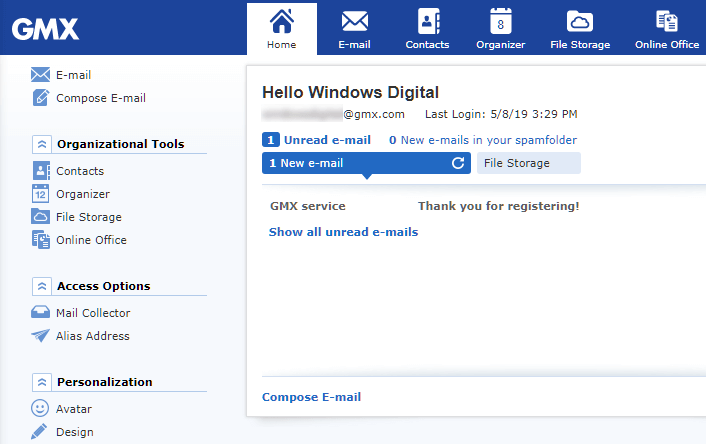 GMX
Home
E-mail
Contacts
8
Organizer
File Storage
Online Office
E-mail
Compose E-mail
Organizational Tools
Contacts
12
Organizer
File Storage
Online Office
Access Options
Mail Collector
Alias Address
Personalization
Avatar
Design
Hello Windows Digital
@gmx.com Last Login: 5/8/19 3:29 PM
1 Unread e-mail 0 New e-mails in your spamfolder
1 New e-mail File Storage
GMX service Thank you for registering!
Show all unread e-mails
Compose E-mail